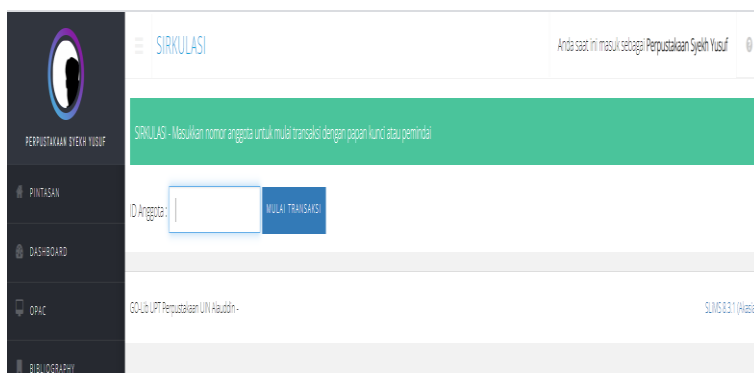 SIRKULASI
Anda saat ini masuk sebagai Perpustakaan Syekh Yusuf
PERPUSTAKAAN SYEKH YUSUF
SIRKULASI - Masukkan nomor anggota untuk mulai transaksi dengan papan kunci atau pemindai
PINTASAN
ID Anggota :
MULAI TRANSAKSI
DASHBOARD
OPAC
GO-Lib UPT Perpustakaan UIN Alauddin -
SLIMS 8.3.1 (Akasia
BIBLIOGRAPHY